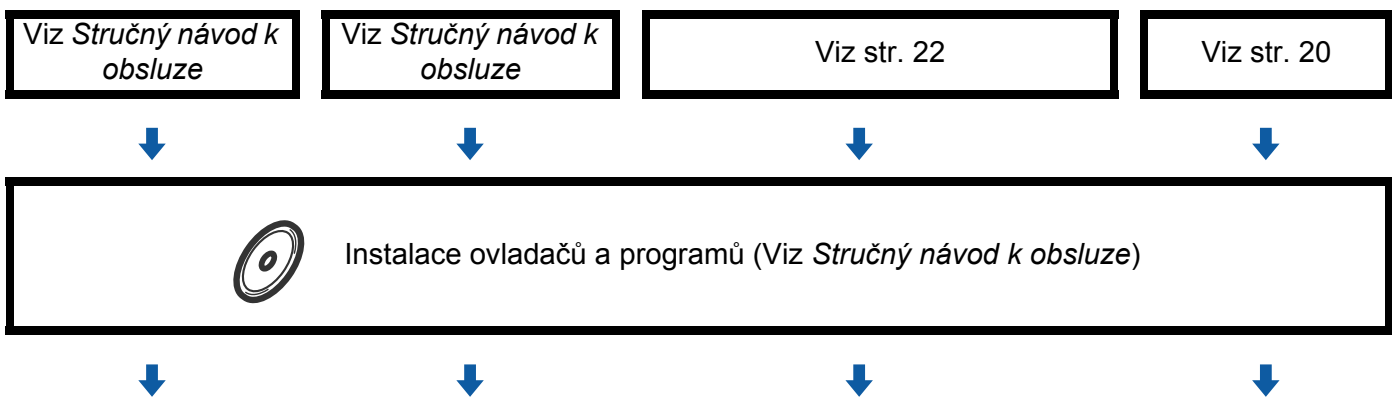 Viz Stručný návod k
obsluze
Viz Stručný návod k
obsluze
Viz str. 22
Viz str. 20
Instalace ovladačů a programů (Viz Stručný návod k obsluze)